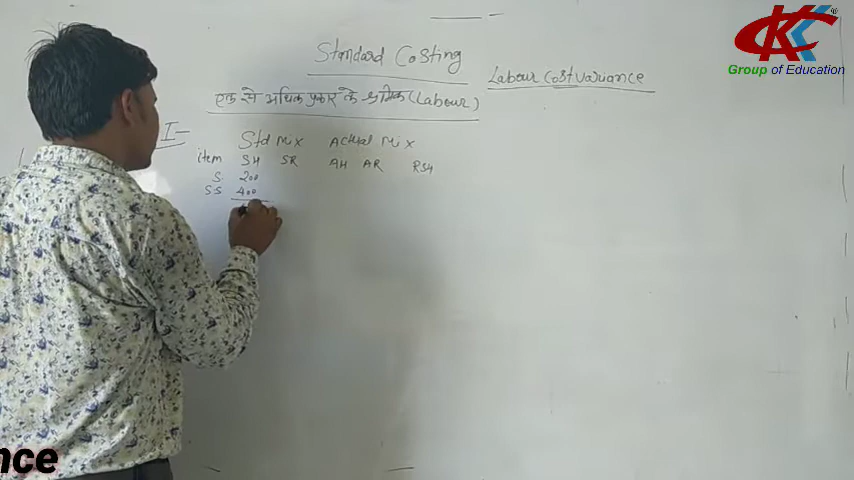 KK
Group of Education
Standard Costing
Labour Cost Variance
एक से अधिक प्रकार के श्रमिक (Labour)
I -
Std Mix Actual Mix
item SH SR AH AR RSH
S 200
SS 400
nce